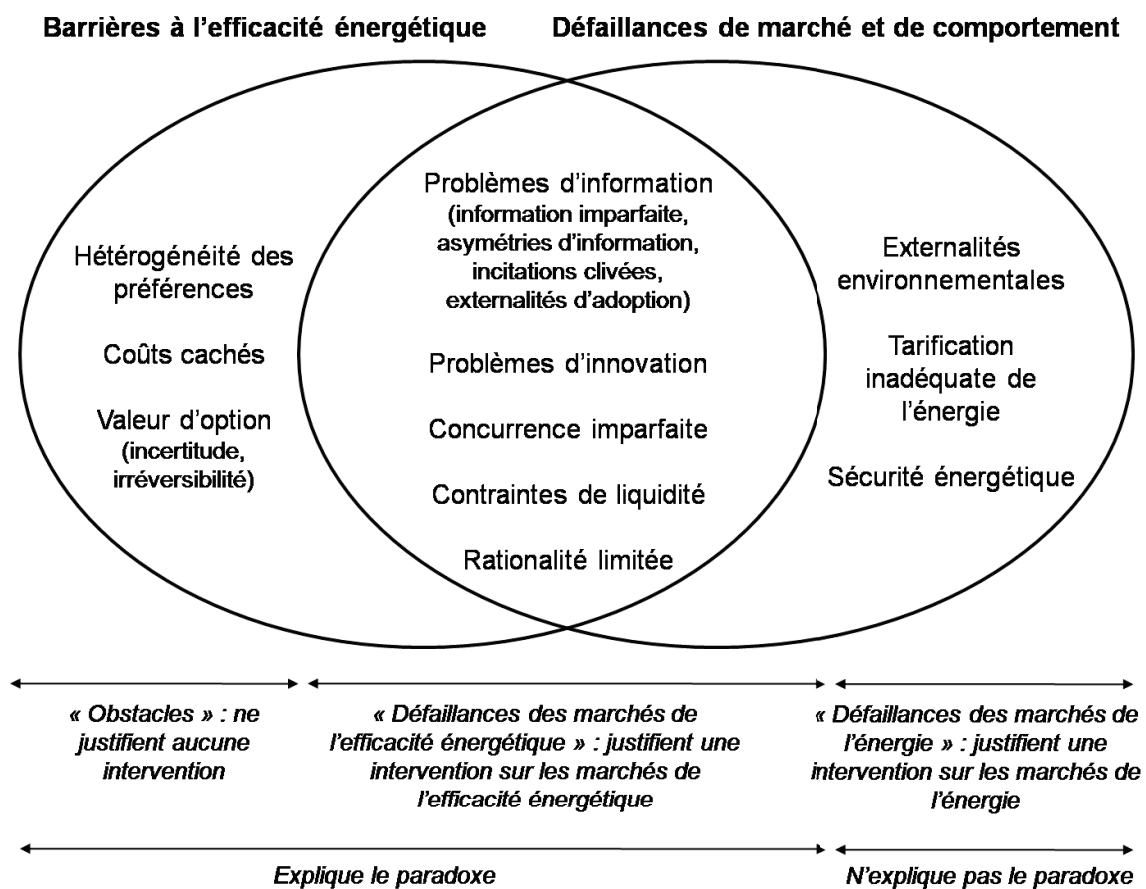 Barrières à l'efficacité énergétique
Défaillances de marché et de comportement
Hétérogénéité des
préférences
Coûts cachés
Valeur d'option
(incertitude,
irréversibilité)
Problèmes d'information
(information imparfaite,
asymétries d'information,
incitations clivées,
externalités d'adoption)
Problèmes d'innovation
Concurrence imparfaite
Contraintes de liquidité
Rationalité limitée
Externalités
environnementales
Tarification
inadéquate de
l'énergie
Sécurité énergétique
« Obstacles » : ne
justifient aucune
intervention
« Défaillances des marchés de
l'efficacité énergétique » : justifient une
intervention sur les marchés de
l'efficacité énergétique
« Défaillances des marchés de
l'énergie » : justifient une
intervention sur les marchés de
l'énergie
Explique le paradoxe
N'explique pas le paradoxe